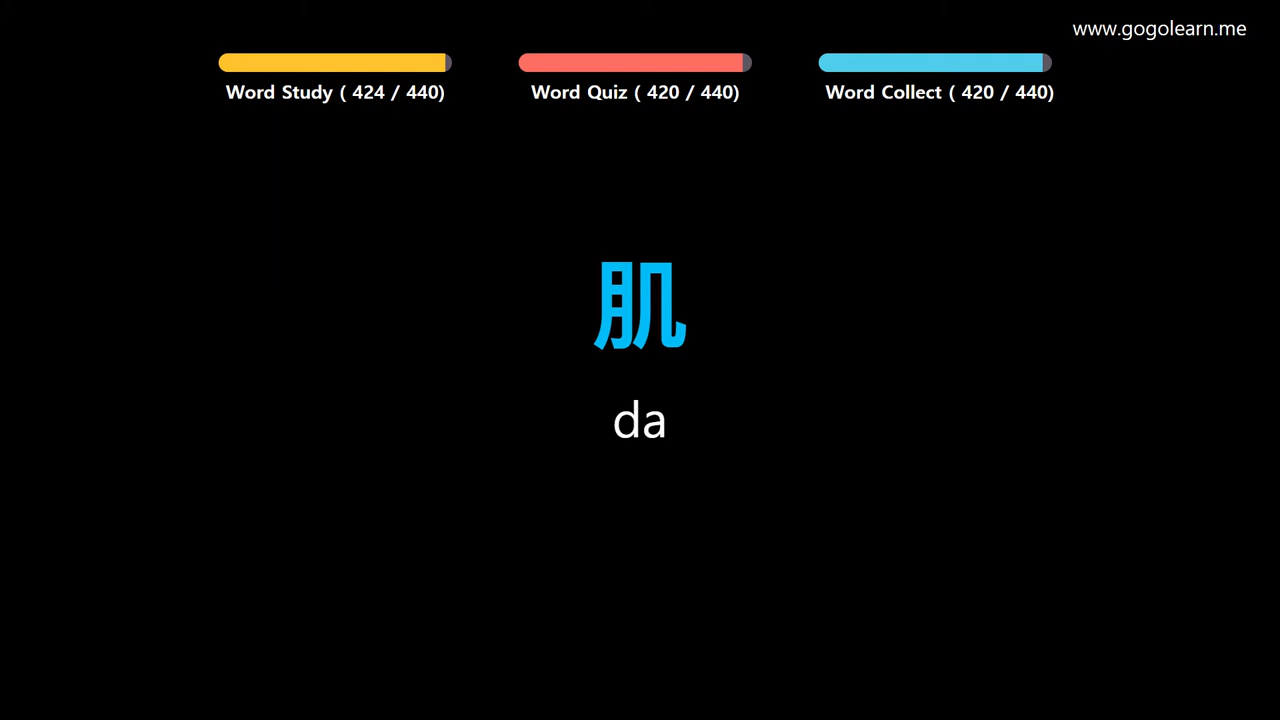 www.gogolearn.me
Word Study ( 424 / 440)
Word Quiz ( 420 / 440)
Word Collect ( 420 / 440)
肌
da